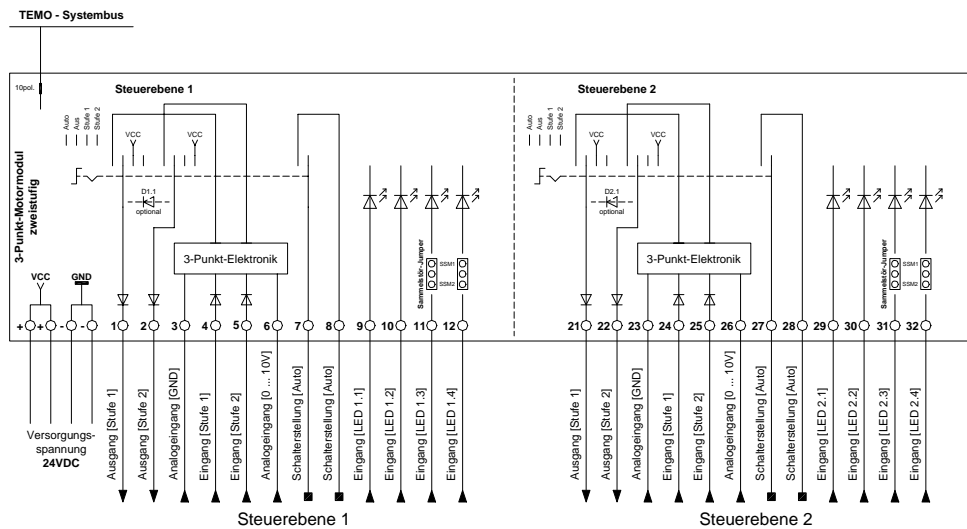 TEMO - Systembus
10pol.
3-Punkt-Motormodul
zweistufig
Steuerebene 1
Auto
Aus
Stufe 1
Stufe 2
VCC
VCC
D1.1
optional
3-Punkt-Elektronik
Sammelstör-Jumper
SSM1
SSM2
Steuerebene 2
Auto
Aus
Stufe 1
Stufe 2
VCC
VCC
D2.1
optional
3-Punkt-Elektronik
Sammelstör-Jumper
SSM1
SSM2
VCC
GND
+ + - - 1 2 3 4 5 6 7 8 9 10 11 12 21 22 23 24 25 26 27 28 29 30 31 32
Versorgungs-
spannung
24VDC
Ausgang [Stufe 1]
Ausgang [Stufe 2]
Analogeingang [GND]
Eingang [Stufe 1]
Eingang [Stufe 2]
Analogeingang [0 ... 10V]
Schalterstellung [Auto]
Schalterstellung [Auto]
Eingang [LED 1.1]
Eingang [LED 1.2]
Eingang [LED 1.3]
Eingang [LED 1.4]
Ausgang [Stufe 1]
Ausgang [Stufe 2]
Analogeingang [GND]
Eingang [Stufe 1]
Eingang [Stufe 2]
Analogeingang [0 ... 10V]
Schalterstellung [Auto]
Schalterstellung [Auto]
Eingang [LED 2.1]
Eingang [LED 2.2]
Eingang [LED 2.3]
Eingang [LED 2.4]
Steuerebene 1
Steuerebene 2